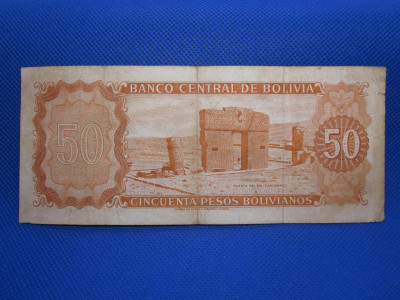 BANCO CENTRAL DE BOLIVIA
50
50
CINCUENTA PESOS BOLIVIANOS